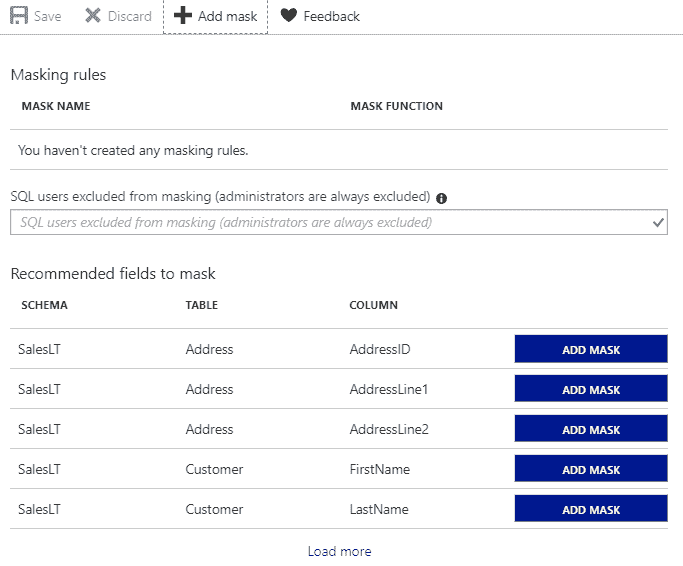 Save Discard Add mask Feedback
Masking rules
MASK NAME MASK FUNCTION
You haven't created any masking rules.
SQL users excluded from masking (administrators are always excluded)
SQL users excluded from masking (administrators are always excluded)
Recommended fields to mask
SCHEMA TABLE COLUMN
SalesLT Address AddressID ADD MASK
SalesLT Address AddressLine1 ADD MASK
SalesLT Address AddressLine2 ADD MASK
SalesLT Customer FirstName ADD MASK
SalesLT Customer LastName ADD MASK
Load more